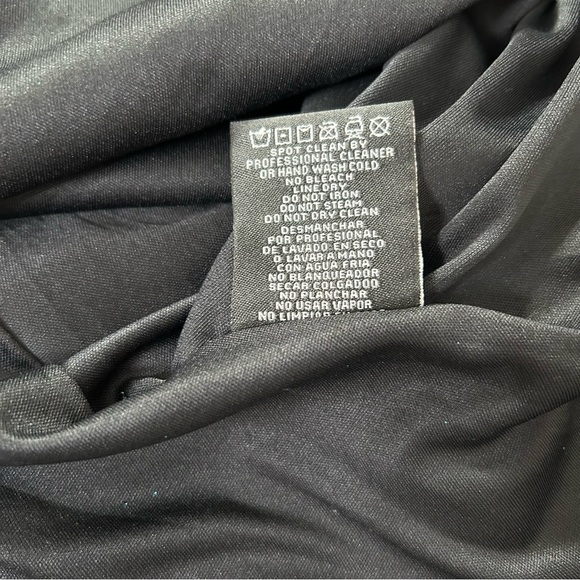 SPOT CLEAN BY
PROFESSIONAL CLEANER
OR HAND WASH COLD
NO BLEACH
LINE DRY
DO NOT IRON
DO NOT STEAM
DO NOT DRY CLEAN
DESMANCHAR
POR PROFESIONAL
DE LAVADO EN SECO
O LAVAR A MANO
CON AGUA FRIA
NO BLANQUEADOR
SECAR COLGADO
NO PLANCHAR
NO USAR VAPOR
NO LIMPIAR